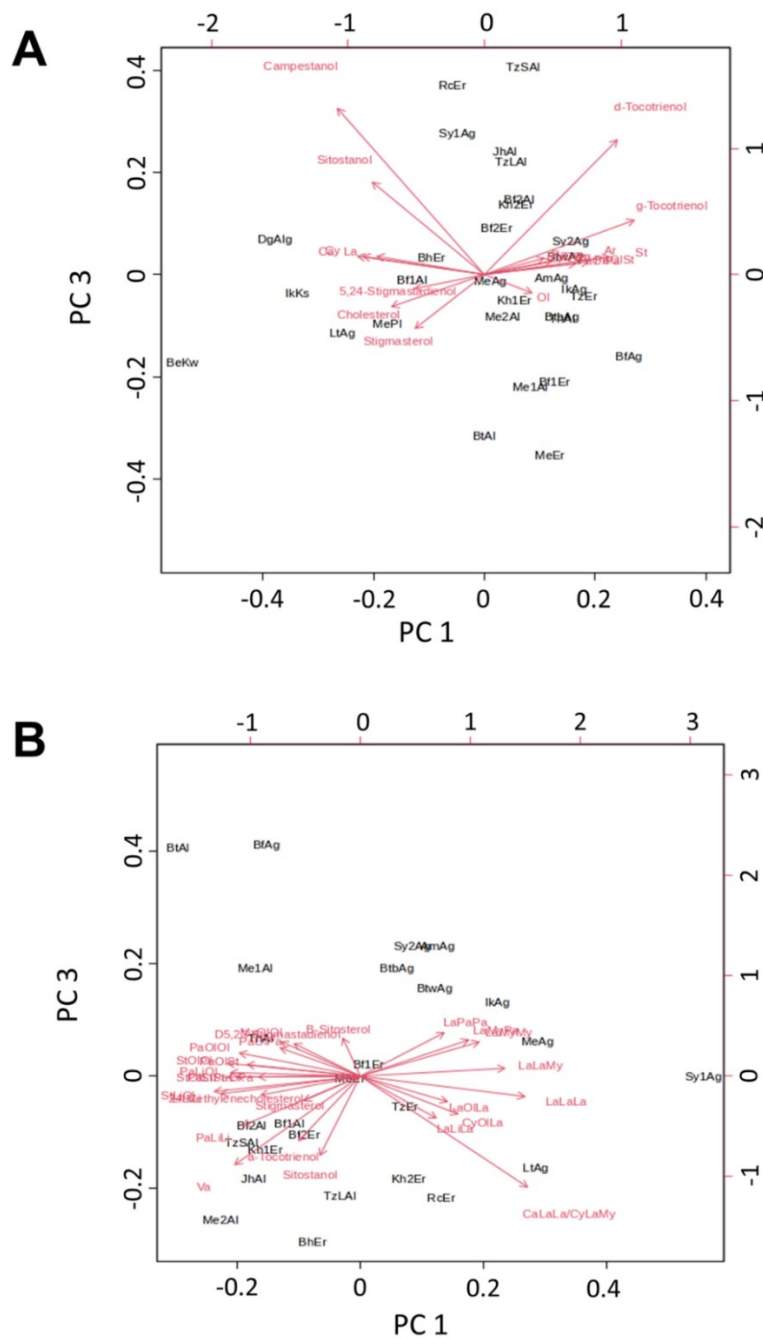 A
-2 -1 0 1
Campestanol
TzSAl
RcEr
d-Tocotrienol
Sy1Ag
JhAl
Sitostanol
TzLAl
Bf2Al
Kh2Er
g-Tocotrienol
Bf2Er
DgAlg
Sy2Ag
Ar
St
La
BhEr
BtwAg
Bf1Al
MeAg
AmAg
5,24-Stigmastadienol
IkAg
IkKs
Ol
TzEr
Kh1Er
Cholesterol
MePl
Me2Al
LtAg
Stigmasterol
BeKw
BfAg
Me1Al
Bf1Er
BtAl
MeEr
0.4
0.2
0
-0.2
-0.4
PC 3
1
0
-1
-2
-0.4 -0.2 0 0.2 0.4
PC 1
B
-1 0 1 2 3
BtAl
BfAg
Sy2Ag
AmAg
Me1Al
BtbAg
BtwAg
IkAg
LaPaPa
B-Sitosterol
ThAl
PaOlOl
MeAg
Bf1Er
LaLaMy
Sy1Ag
LaLaLa
TzEr
LaOlLa
CyOlLa
Stigmasterol
LaLiLa
Bf2Al
Bf1Al
Bf2Er
TzSAl
Kh1Er
a-Tocotrienol
LtAg
Sitostanol
JhAl
Kh2Er
Va
TzLAl
RcEr
CaLaLa/CyLaMy
Me2Al
BhEr
0.4
0.2
0
-0.2
PC 3
3
2
1
0
-1
-0.2 0 0.2 0.4
PC 1